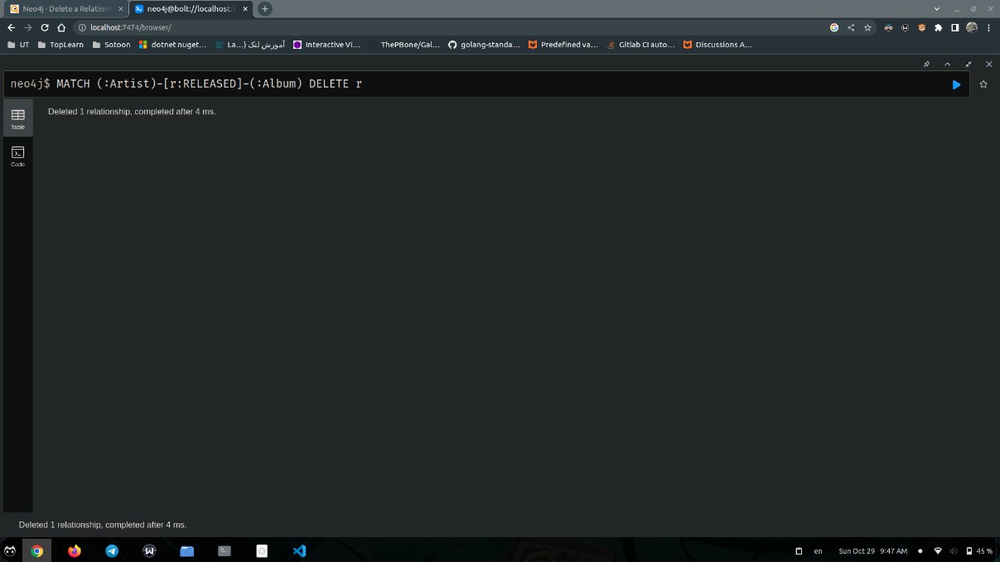 Neo4j - Delete a Relation
neo4j@bolt://localhost:7
localhost:7474/browser/
UT
TopLearn
Sotoon
dotnet nuget…
آموزش لتک (…La
Interactive Vi…
ThePBone/Gal…
golang-standa…
Predefined va…
Gitlab CI auto…
Discussions A…
neo4j$ MATCH (:Artist)-[r:RELEASED]-(:Album) DELETE r
Deleted 1 relationship, completed after 4 ms.
Table
Code
Deleted 1 relationship, completed after 4 ms.
en
Sun Oct 29 9:47 AM
45 %